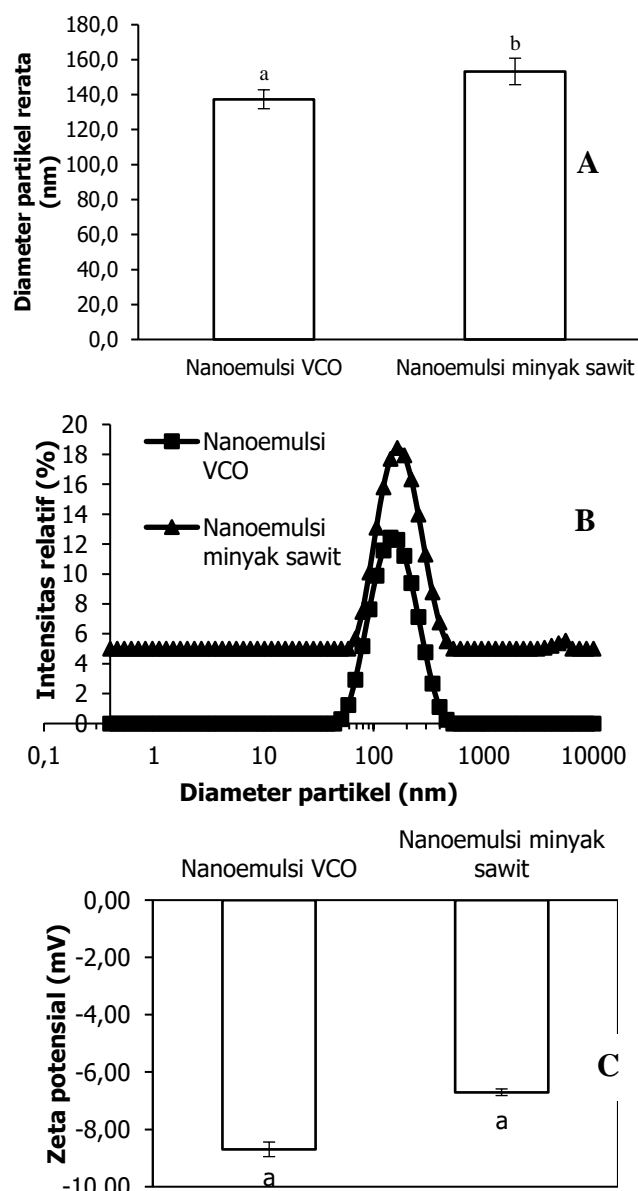 180,0
160,0
140,0
120,0
100,0
80,0
60,0
40,0
20,0
0,0
Diameter partikel rerata
(nm)
a
b
A
Nanoemulsi VCO
Nanoemulsi minyak sawit
20
18
16
14
12
10
8
6
4
2
0
Intensitas relatif (%)
Nanoemulsi
VCO
Nanoemulsi
minyak sawit
B
0,1
1
10
100
1000
10000
Diameter partikel (nm)
Nanoemulsi VCO
Nanoemulsi minyak
sawit
0,00
-2,00
-4,00
-6,00
-8,00
-10,00
Zeta potensial (mV)
a
a
C